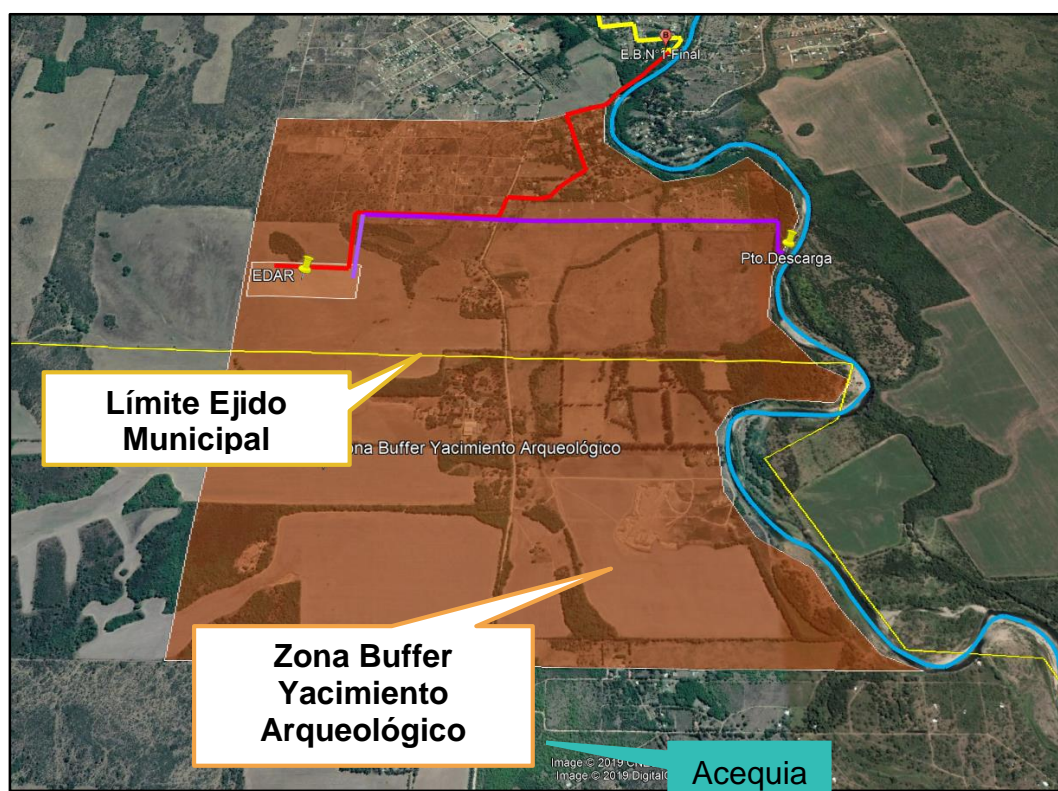 E.B.N°1-Final
EDAR
Pto.Descarga
Límite Ejido
Municipal
ona Buffer Yacimiento Arqueológico
Zona Buffer
Yacimiento
Arqueológico
Image © 2019
Image © 2019 Digital
Acequia